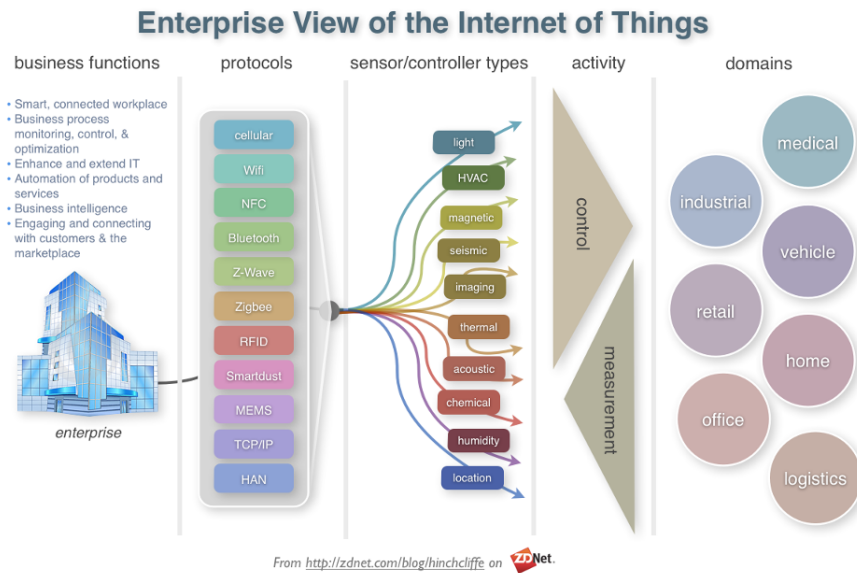 Enterprise View of the Internet of Things
business functions
protocols
sensor/controller types
activity
domains
• Smart, connected workplace
• Business process
monitoring, control, &
optimization
• Enhance and extend IT
• Automation of products and
services
• Business intelligence
• Engaging and connecting
with customers & the
marketplace
enterprise
cellular
Wifi
NFC
Bluetooth
Z-Wave
Zigbee
RFID
Smartdust
MEMS
TCP/IP
HAN
light
HVAC
magnetic
seismic
imaging
thermal
acoustic
chemical
humidity
location
control
measurement
medical
industrial
vehicle
retail
home
office
logistics
From http://zdnet.com/blog/hinchcliffe on ZDNet.